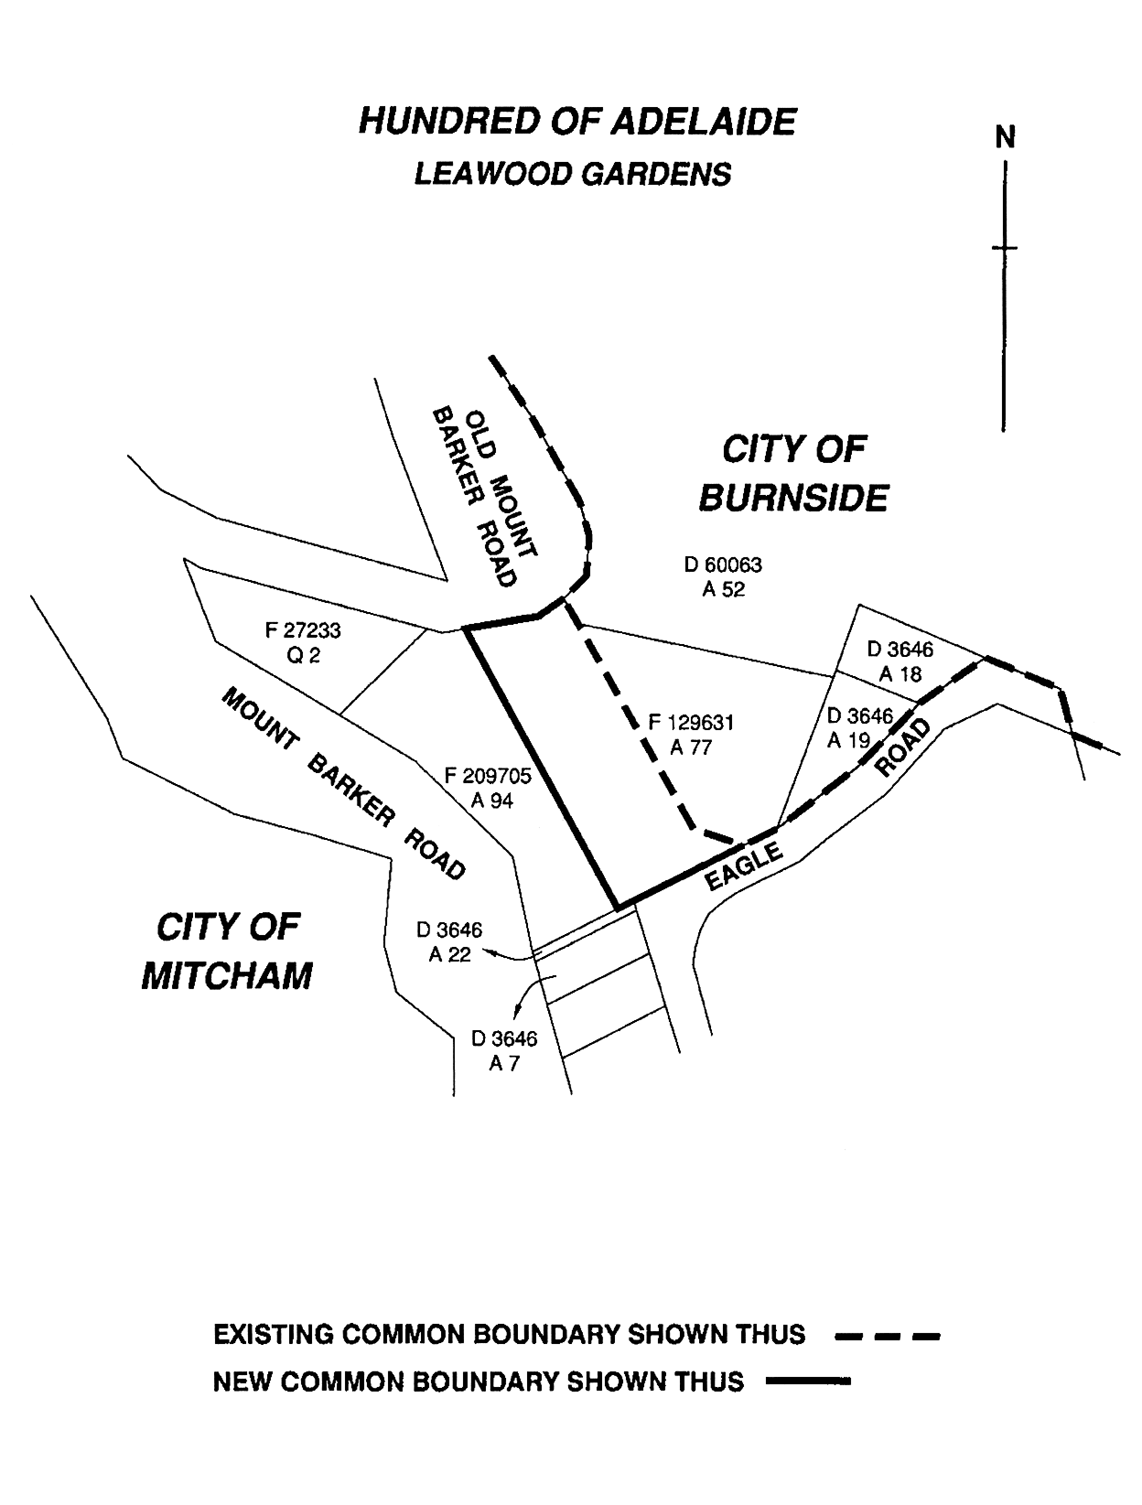 HUNDRED OF ADELAIDE
LEAWOOD GARDENS
N
OLD MOUNT
BARKER ROAD
CITY OF
BURNSIDE
D 60063
A 52
F 27233
Q 2
D 3646
A 18
F 129631
A 77
D 3646
A 19
ROAD
MOUNT BARKER ROAD
F 209705
A 94
EAGLE
CITY OF
MITCHAM
D 3646
A 22
D 3646
A 7
EXISTING COMMON BOUNDARY SHOWN THUS
NEW COMMON BOUNDARY SHOWN THUS